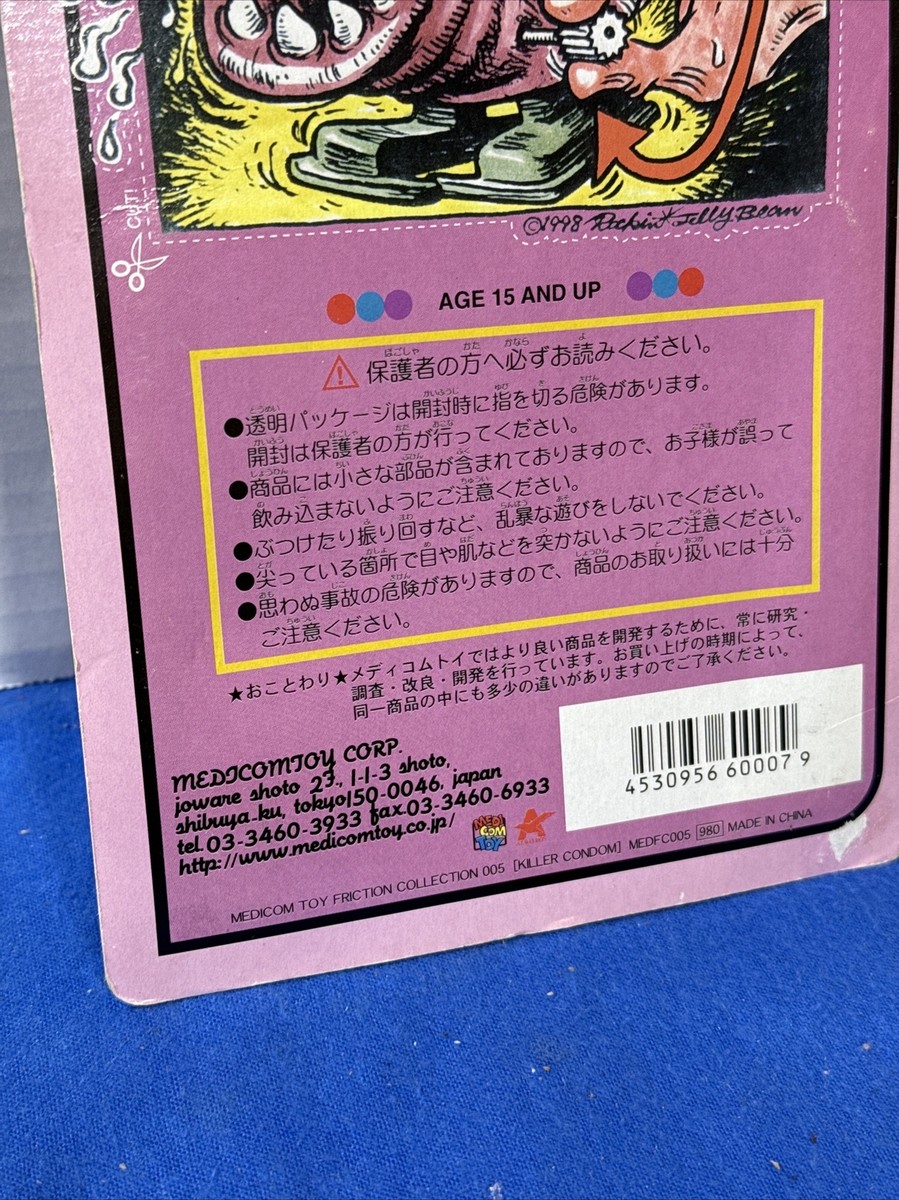 CUT!
©1998 Rockin' Jelly Bean
AGE 15 AND UP
保護者の方へ必ずお読みください。
●透明パッケージは開封時に指を切る危険があります。
開封は保護者の方が行ってください。
●商品には小さな部品が含まれておりますので、お子様が誤って
飲み込まないようにご注意ください。
●ぶつけたり振り回すなど、乱暴な遊びをしないでください。
●尖っている箇所で目や肌などを突かないようにご注意ください。
●思わぬ事故の危険がありますので、商品のお取り扱いには十分
ご注意ください。
★おことわり★メディコムトイではより良い商品を開発するために、常に研究・
調査・改良・開発を行っています。お買い上げの時期によって、
同一商品の中にも多少の違いがありますのでご了承ください。
MEDICOMTOY CORP.
joware shoto 23., 1-1-3 shoto,
shibuya.ku, tokyo150-0046, japan
tel.03-3460-3933 fax.03-3460-6933
http://www.medicomtoy.co.jp/
MEDI
COM
TOY
4530956 600079
MEDICOM TOY FRICTION COLLECTION 005 [KILLER CONDOM] MEDFC005 980 MADE IN CHINA